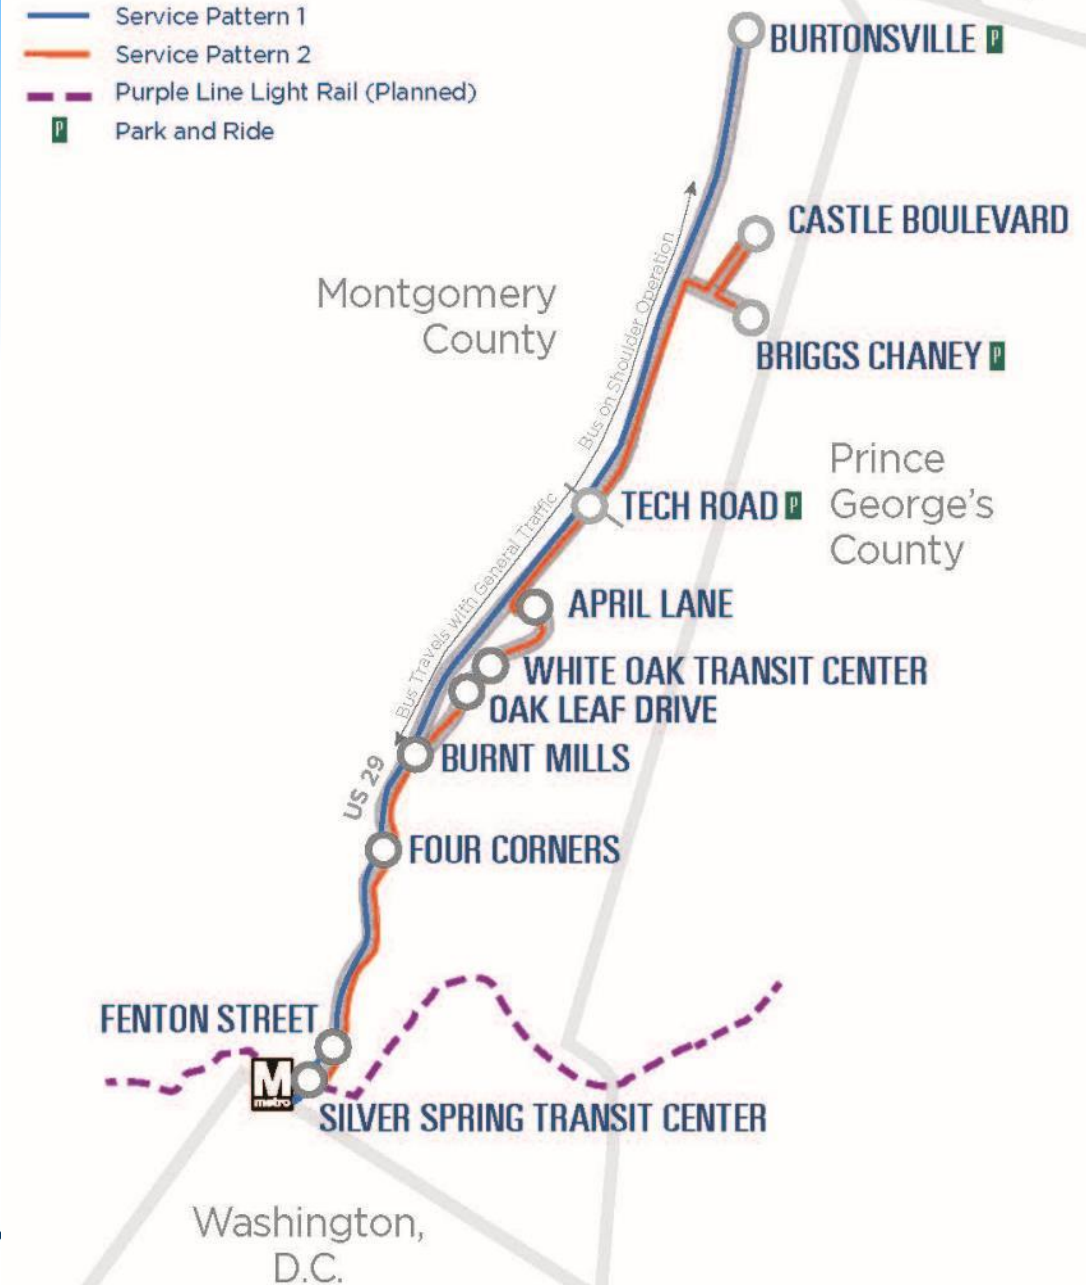 Service Pattern 1
Service Pattern 2
Purple Line Light Rail (Planned)
P Park and Ride
BURTONSVILLE P
CASTLE BOULEVARD
Montgomery
County
Bus on Shoulder Operation
BRIGGS CHANEY P
Prince
George's
County
TECH ROAD P
Bus Travels with General Traffic
APRIL LANE
WHITE OAK TRANSIT CENTER
OAK LEAF DRIVE
BURNT MILLS
US 29
FOUR CORNERS
FENTON STREET
M
metro
SILVER SPRING TRANSIT CENTER
Washington,
D.C.